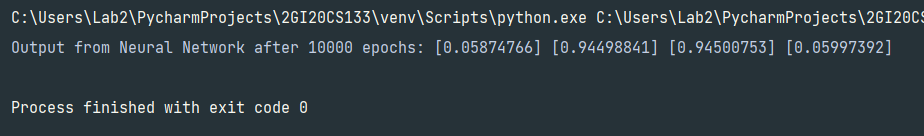 C:\Users\Lab2\PycharmProjects\2GI20CS133\venv\Scripts\python.exe C:\Users\Lab2\PycharmProjects\2GI20CS
Output from Neural Network after 10000 epochs: [0.05874766] [0.94498841] [0.94500753] [0.05997392]
Process finished with exit code 0